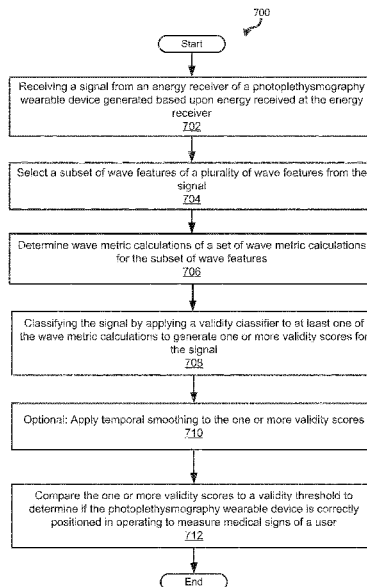 700
Start
Receiving a signal from an energy receiver of a photoplethysmography
wearable device generated based upon energy received at the energy
receiver
702
Select a subset of wave features of a plurality of wave features from the
signal
704
Determine wave metric calculations of a set of wave metric calculations
for the subset of wave features
706
Classifying the signal by applying a validity classifier to at least one of
the wave metric calculations to generate one or more validity scores for
the signal
708
Optional: Apply temporal smoothing to the one or more validity scores
710
Compare the one or more validity scores to a validity threshold to
determine if the photoplethysmography wearable device is correctly
positioned in operating to measure medical signs of a user
712
End